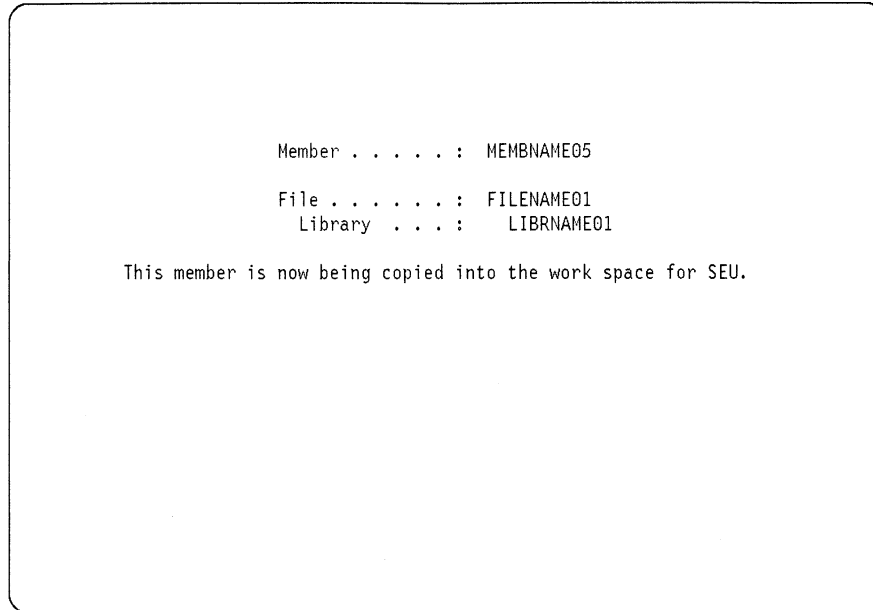 Member . . . . . :  MEMBNAME05
File . . . . . . :  FILENAME01
Library  . . . :  LIBRNAME01
This member is now being copied into the work space for SEU.